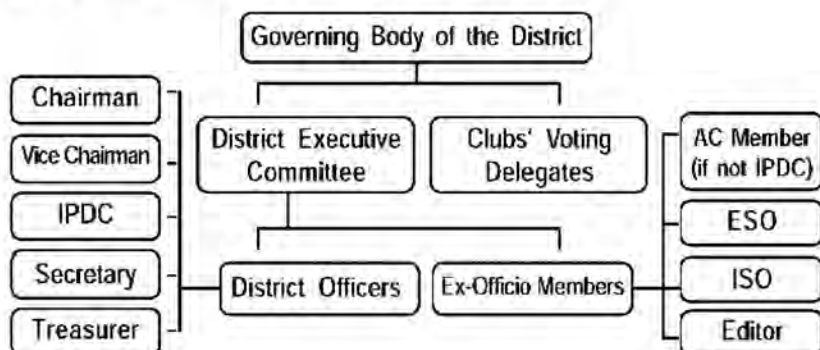 Governing Body of the District
Chairman
Vice Chairman
IPDC
Secretary
Treasurer
District Executive
Committee
Clubs' Voting
Delegates
District Officers
Ex-Officio Members
AC Member
(if not IPDC)
ESO
ISO
Editor